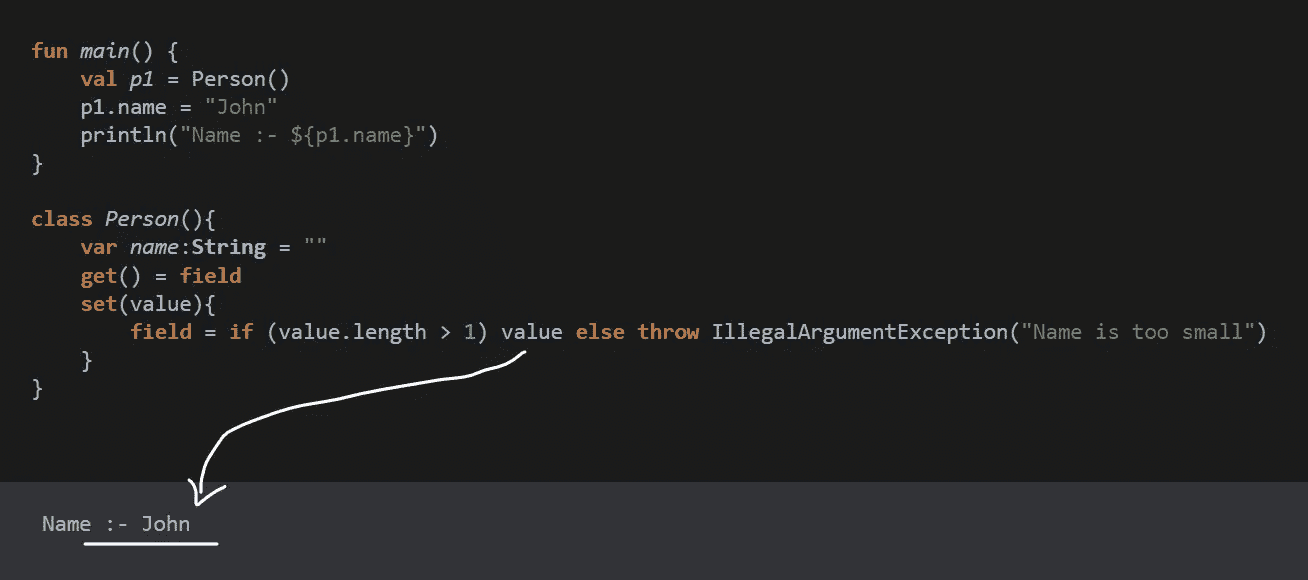 fun main() {
    val p1 = Person()
    p1.name = "John"
    println("Name :- ${p1.name}")
}
class Person(){
    var name:String = ""
    get() = field
    set(value){
        field = if (value.length > 1) value else throw IllegalArgumentException("Name is too small")
    }
}
Name :- John